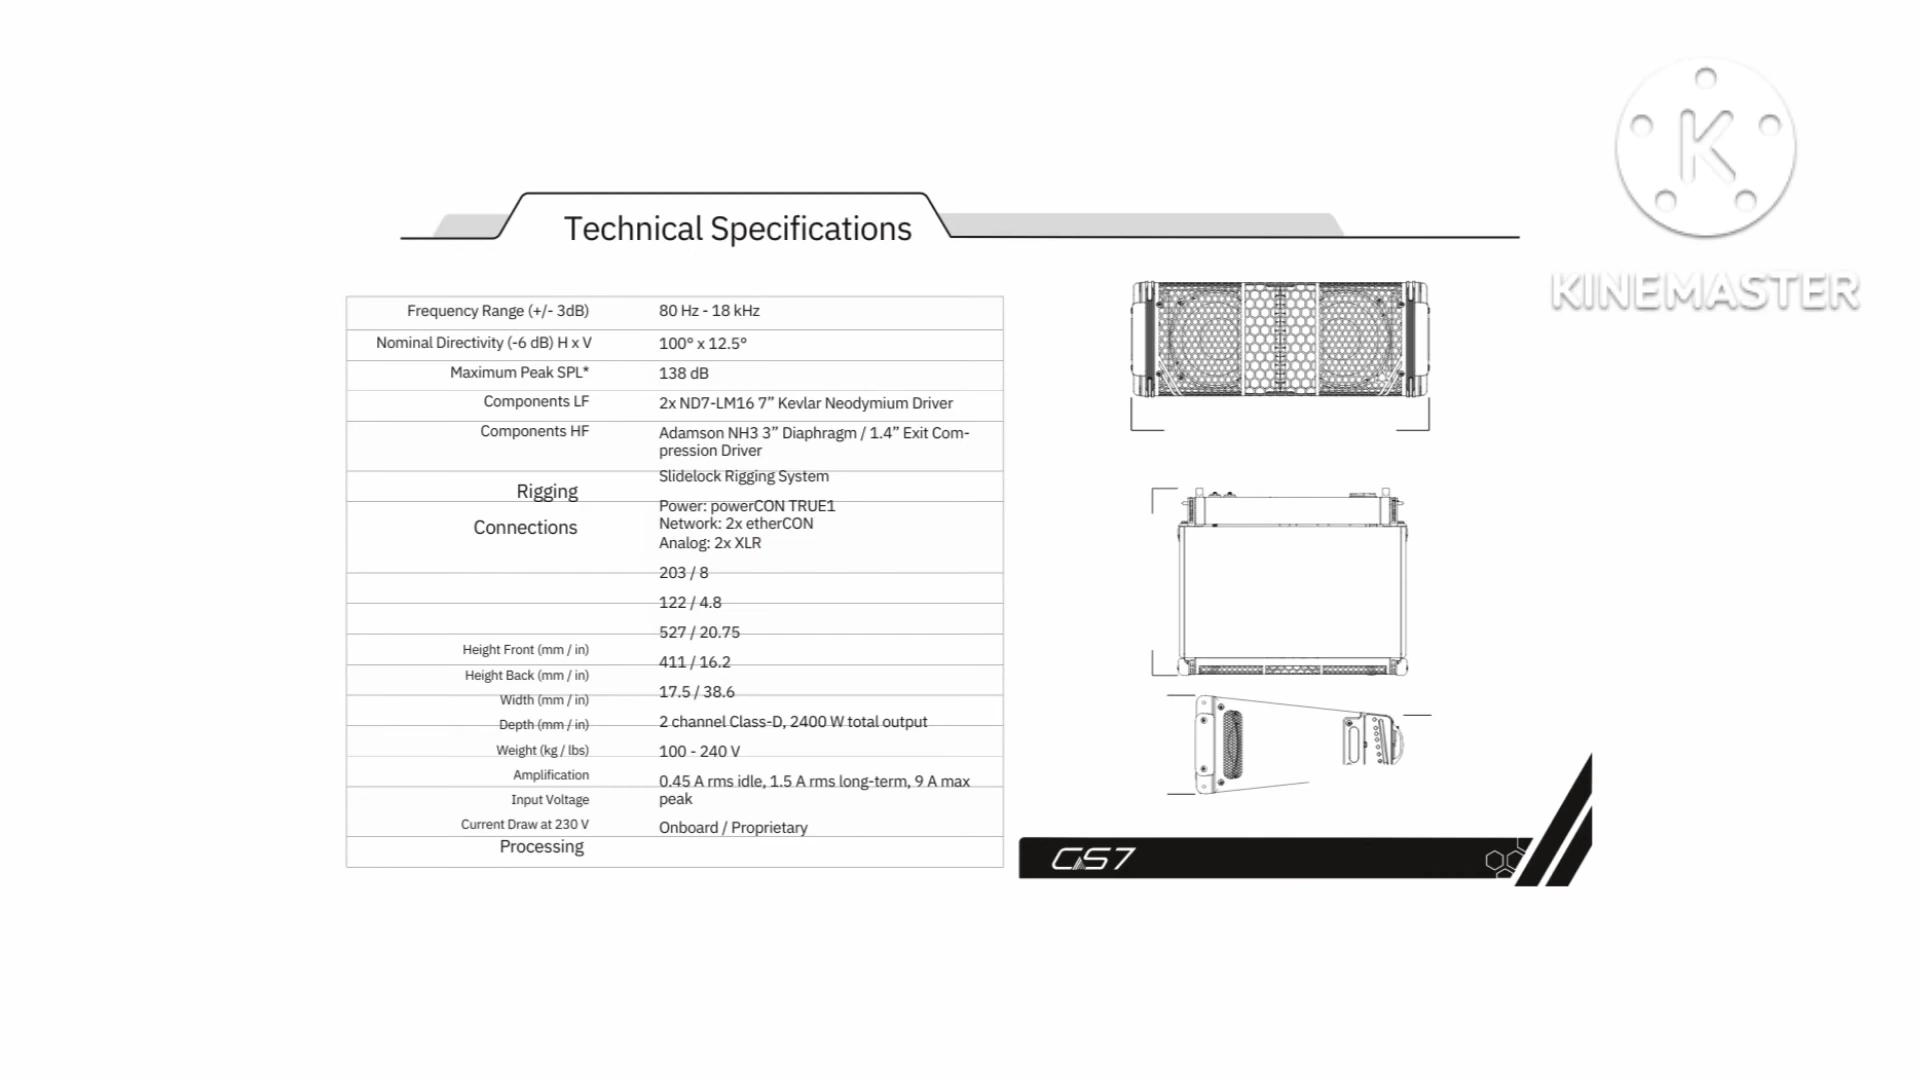 KINEMASTER
Technical Specifications
Frequency Range (+/- 3dB) 80 Hz - 18 kHz
Nominal Directivity (-6 dB) H x V 100° x 12.5°
Maximum Peak SPL* 138 dB
Components LF 2x ND7-LM16 7” Kevlar Neodymium Driver
Components HF Adamson NH3 3” Diaphragm / 1.4” Exit Com-
pression Driver
Slidelock Rigging System
Rigging
Power: powerCON TRUE1
Connections Network: 2x etherCON
Analog: 2x XLR
203 / 8
122 / 4.8
527 / 20.75
Height Front (mm / in)
411 / 16.2
Height Back (mm / in)
17.5 / 38.6
Width (mm / in)
Depth (mm / in) 2 channel Class-D, 2400 W total output
Weight (kg / lbs) 100 - 240 V
Amplification 0.45 A rms idle, 1.5 A rms long-term, 9 A max
Input Voltage peak
Current Draw at 230 V Onboard / Proprietary
Processing
CS7